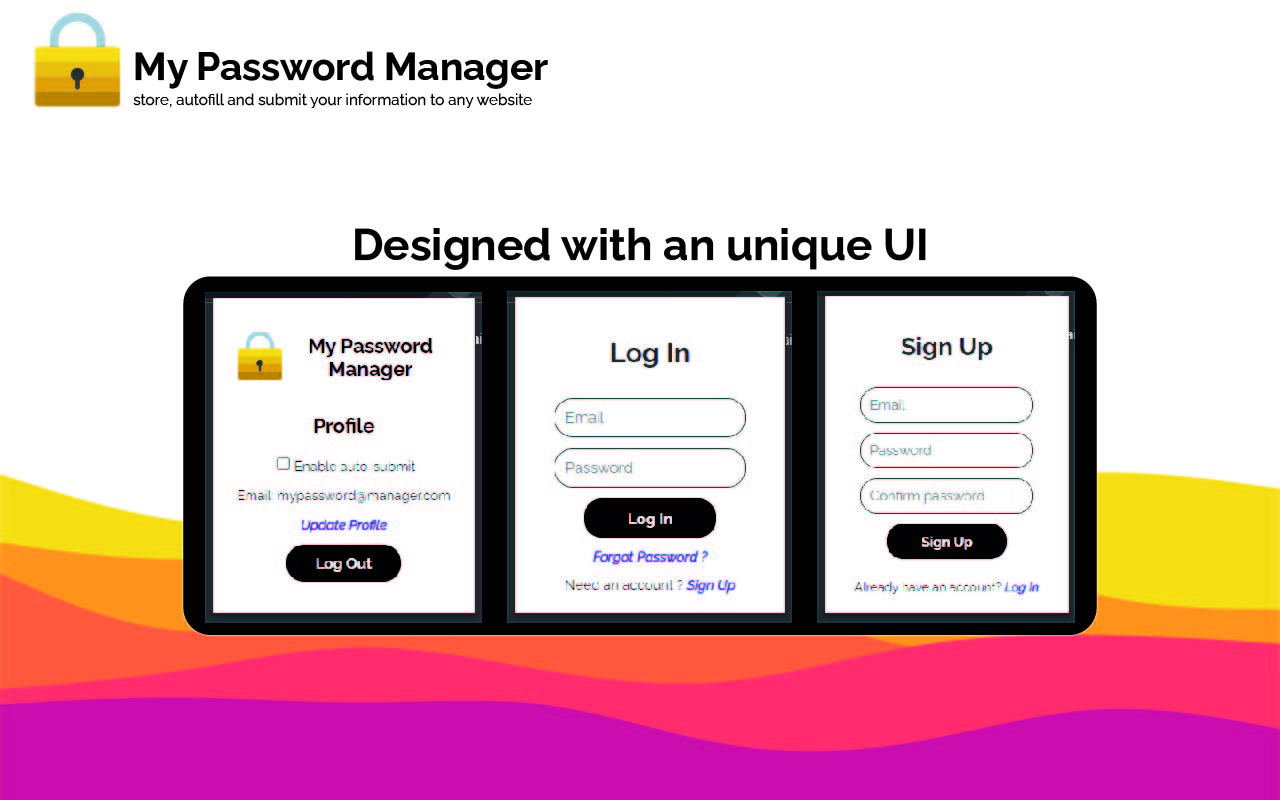 My Password Manager
store, autofill and submit your information to any website
Designed with an unique UI
My Password
Manager
Profile
Enable auto-submit
Email: mypassword@manager.com
Update Profile
Log Out
Log In
Email
Password
Log In
Forgot Password ?
Need an account ? Sign Up
Sign Up
Email
Password
Confirm password
Sign Up
Already have an account? Log In